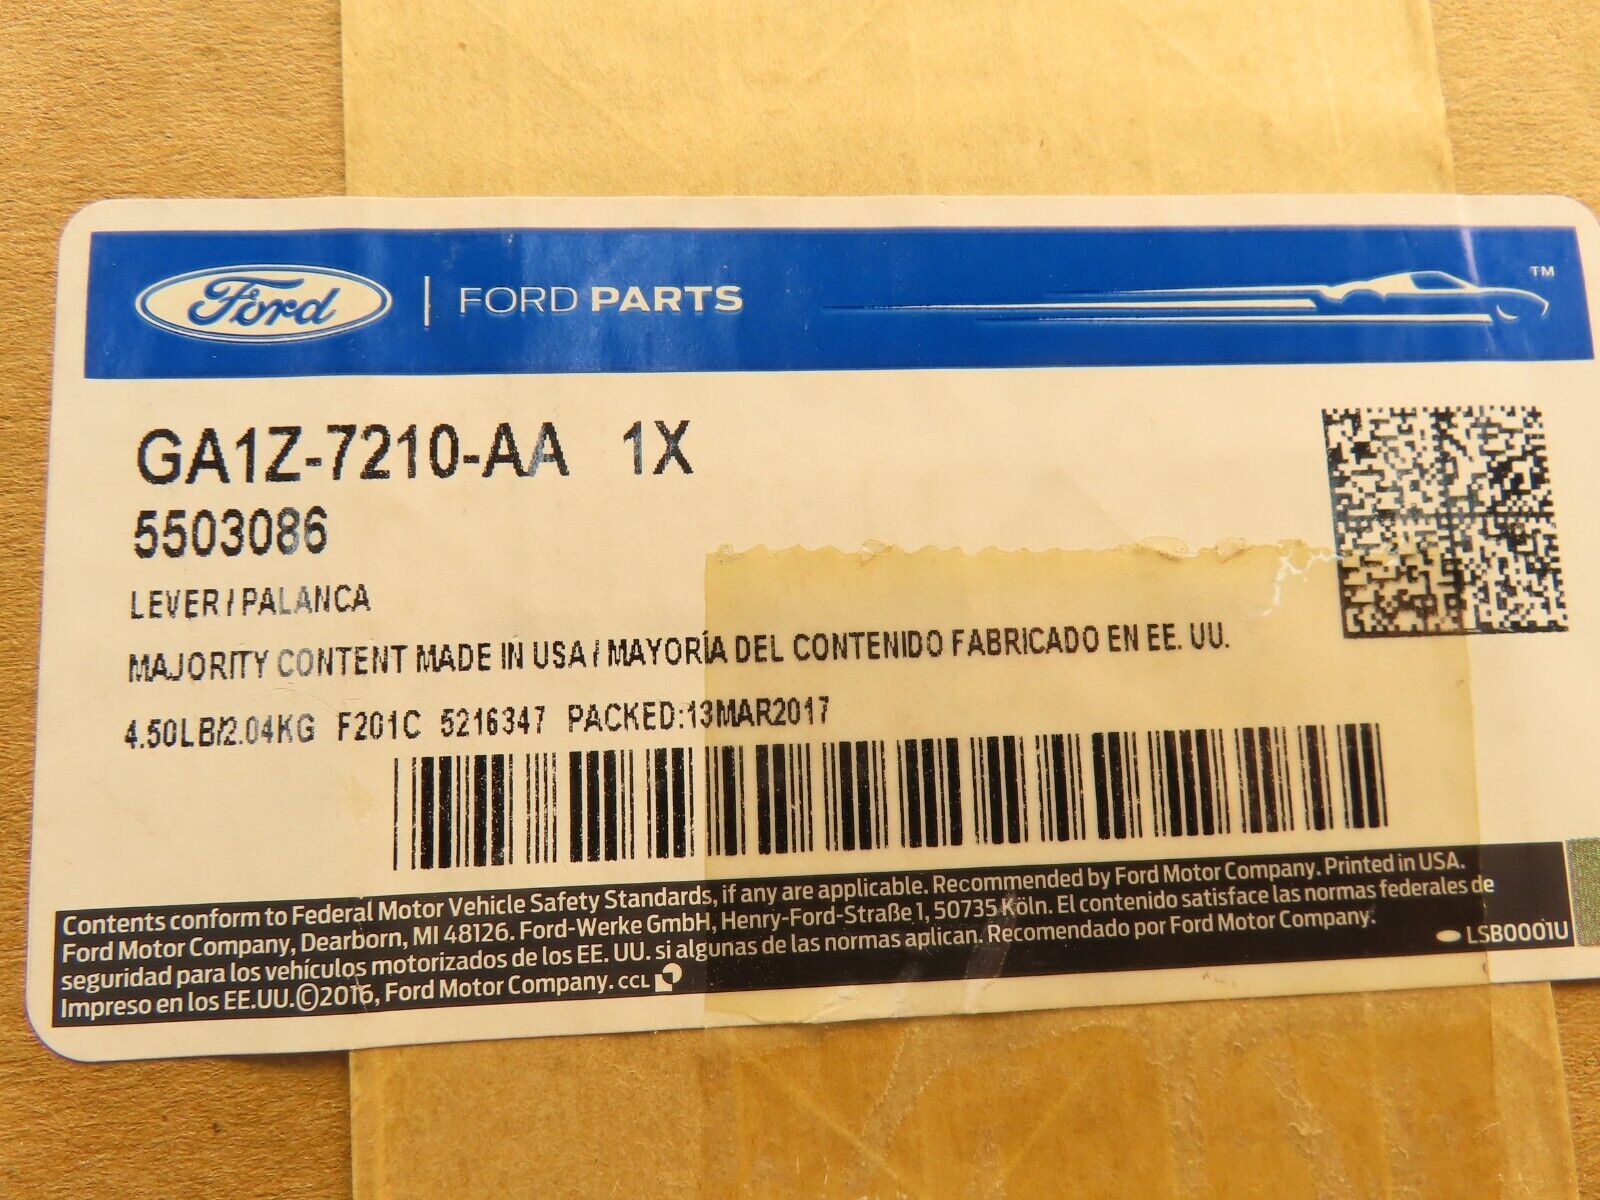 Ford | FORD PARTS ™
GA1Z-7210-AA 1X
5503086
LEVER/PALANCA
MAJORITY CONTENT MADE IN USA/MAYORÍA DEL CONTENIDO FABRICADO EN EE. UU.
4.50LB/2.04KG F201C 5216347 PACKED:13MAR2017
Contents conform to Federal Motor Vehicle Safety Standards, if any are applicable. Recommended by Ford Motor Company. Printed in USA.
Ford Motor Company, Dearborn, MI 48126. Ford-Werke GmbH, Henry-Ford-Straße 1, 50735 Köln. El contenido satisface las normas federales de
seguridad para los vehículos motorizados de los EE. UU. si algunas de las normas aplican. Recomendado por Ford Motor Company.
Impreso en los EE.UU.©2016, Ford Motor Company. CCL
LSB0001U